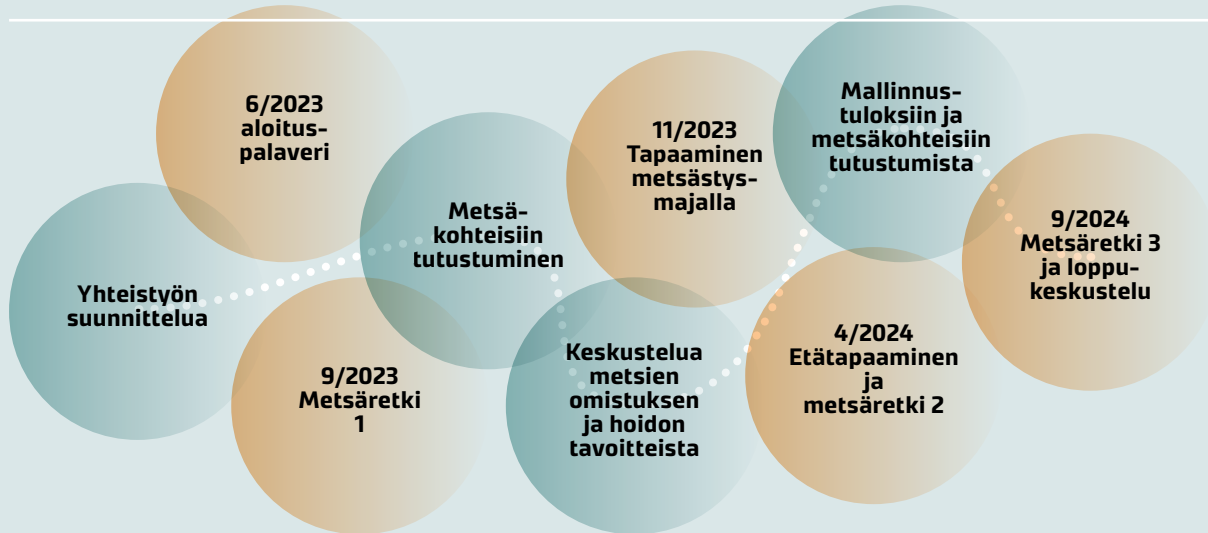 Yhteistyön
suunnittelua
6/2023
aloitus-
palaveri
9/2023
Metsäretki
1
Metsä-
kohteisiin
tutustuminen
11/2023
Tapaaminen
metsästys-
majalla
Keskustelua
metsien
omistuksen
ja hoidon
tavoitteista
Mallinnus-
tuloksiin ja
metsäkohteisiin
tutustumista
4/2024
Etätapaaminen
ja
metsäretki 2
9/2024
Metsäretki 3
ja loppu-
keskustelu